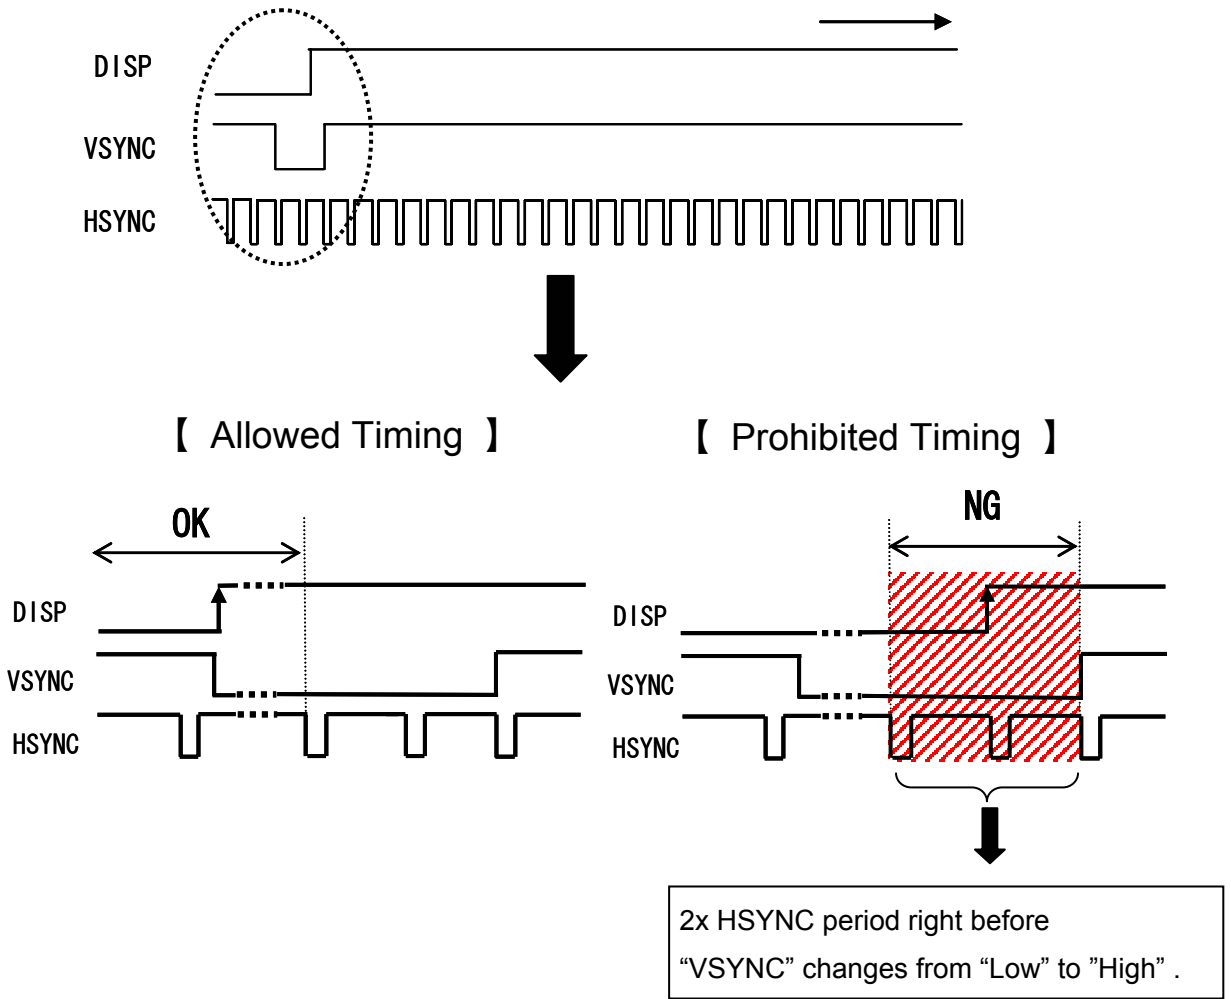 DISP
VSYNC
HSYNC
【 Allowed Timing 】
【 Prohibited Timing 】
OK
DISP
VSYNC
HSYNC
NG
DISP
VSYNC
HSYNC
2x HSYNC period right before
“VSYNC” changes from “Low” to ”High” .